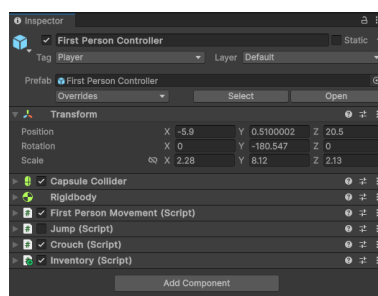 Inspector
First Person Controller Static
Tag Player Layer Default
Prefab First Person Controller
Overrides Select Open
Transform
Position X -5.9 Y 0.5100002 Z 20.5
Rotation X 0 Y -180.547 Z 0
Scale X 2.28 Y 8.12 Z 2.13
Capsule Collider
Rigidbody
First Person Movement (Script)
Jump (Script)
Crouch (Script)
Inventory (Script)
Add Component